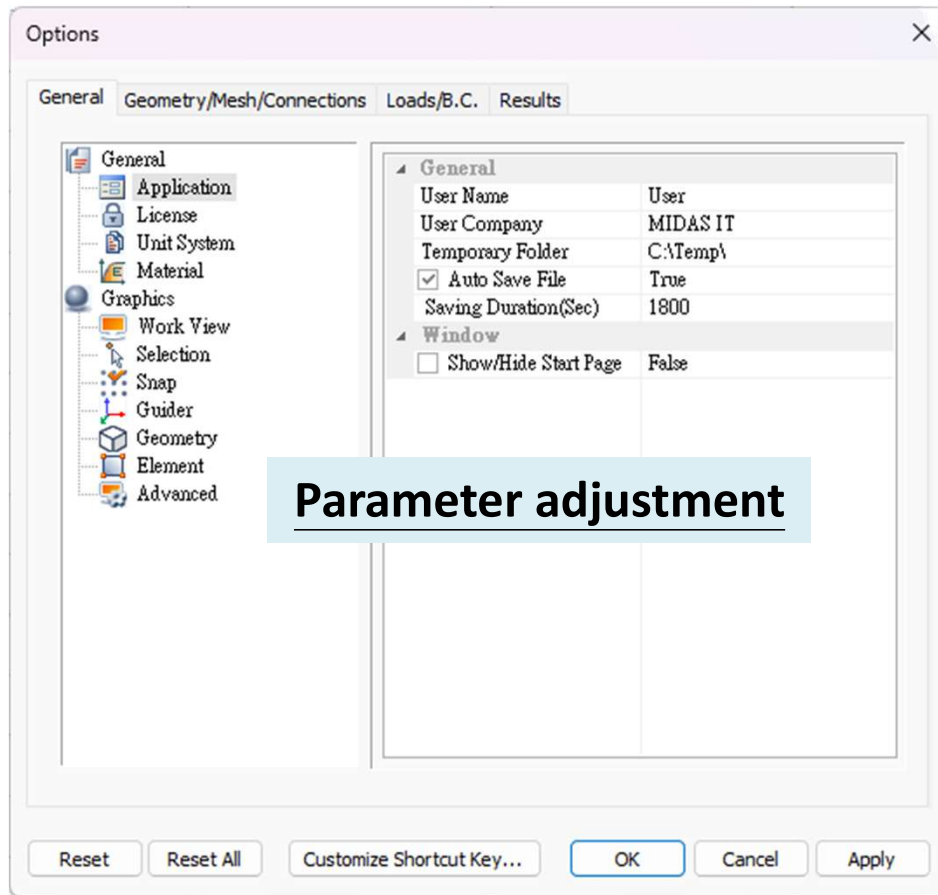 Options
General Geometry/Mesh/Connections Loads/B.C. Results
General
Application
License
Unit System
Material
Graphics
Work View
Selection
Snap
Guider
Geometry
Element
Advanced
General
User Name User
User Company MIDAS IT
Temporary Folder C:\Temp\
Auto Save File True
Saving Duration(Sec) 1800
Window
Show/Hide Start Page False
Parameter adjustment
Reset Reset All Customize Shortcut Key... OK Cancel Apply